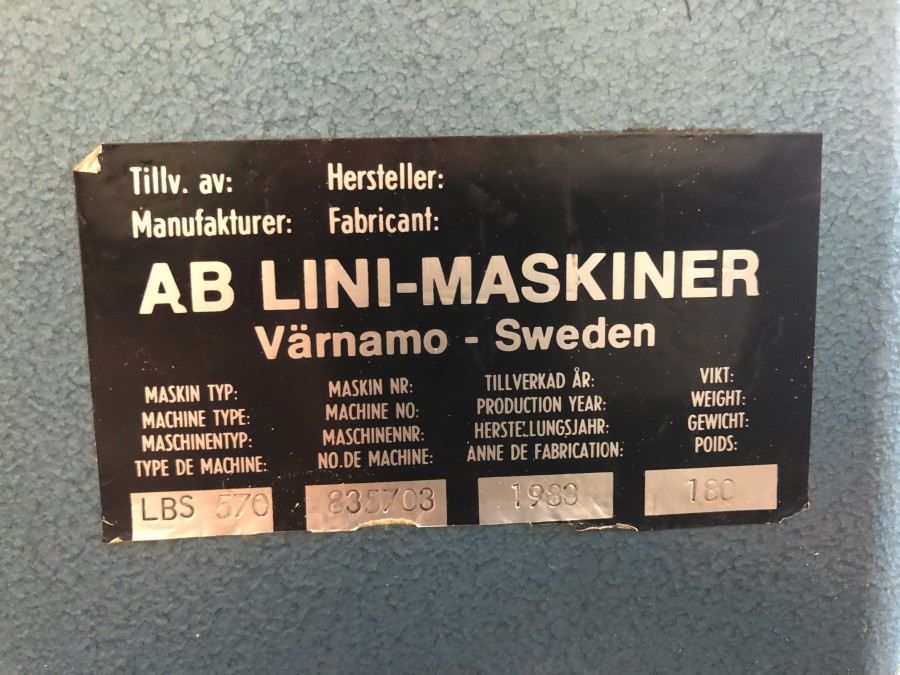 Tillv. av: Hersteller:
Manufakturer: Fabricant:
AB LINI-MASKINER
Värnamo - Sweden
MASKIN TYP: MASKIN NR: TILLVERKAD ÅR: VIKT:
MACHINE TYPE: MACHINE NO: PRODUCTION YEAR: WEIGHT:
MASCHINENTYP: MASCHINENNR: HERSTELLUNGSJAHR: GEWICHT:
TYPE DE MACHINE: NO.DE MACHINE: ANNE DE FABRICATION: POIDS:
LBS 570 835703 1983 180